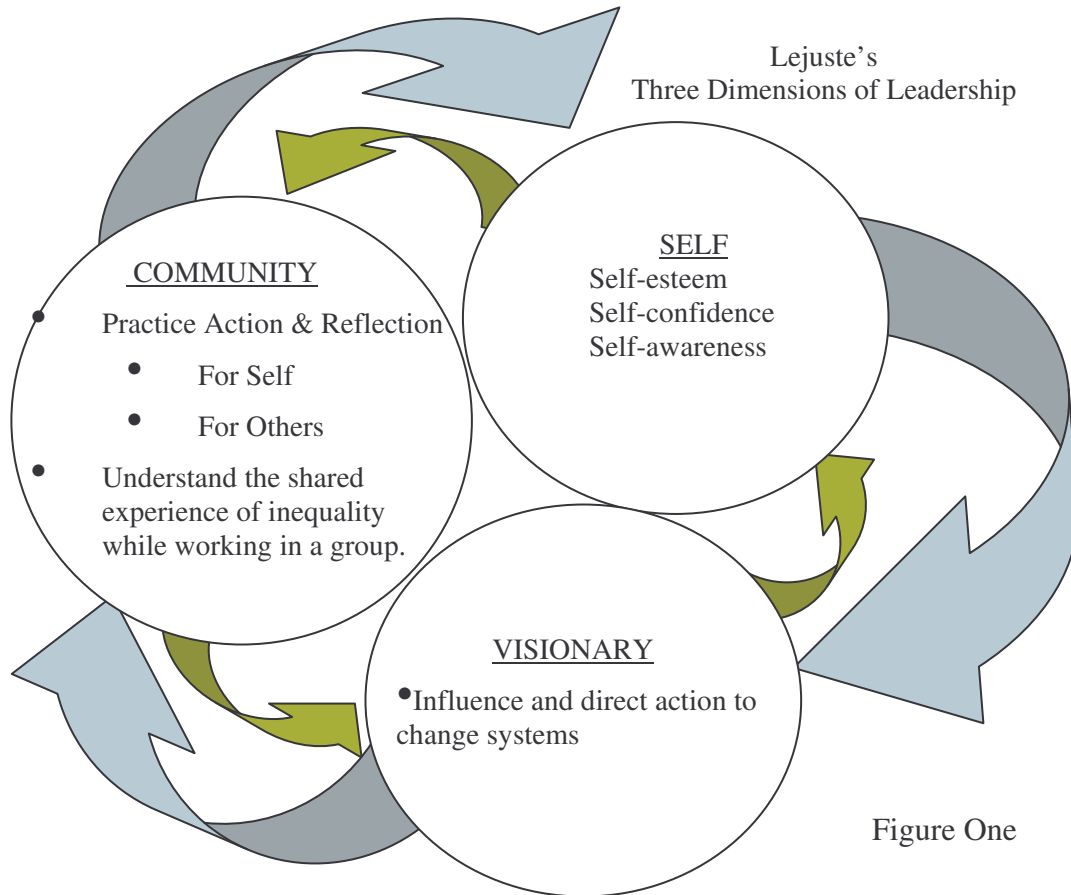 Lejuste's
Three Dimensions of Leadership
SELF
Self-esteem
Self-confidence
Self-awareness
COMMUNITY
• Practice Action & Reflection
• For Self
• For Others
• Understand the shared
experience of inequality
while working in a group.
VISIONARY
•Influence and direct action to
change systems
Figure One